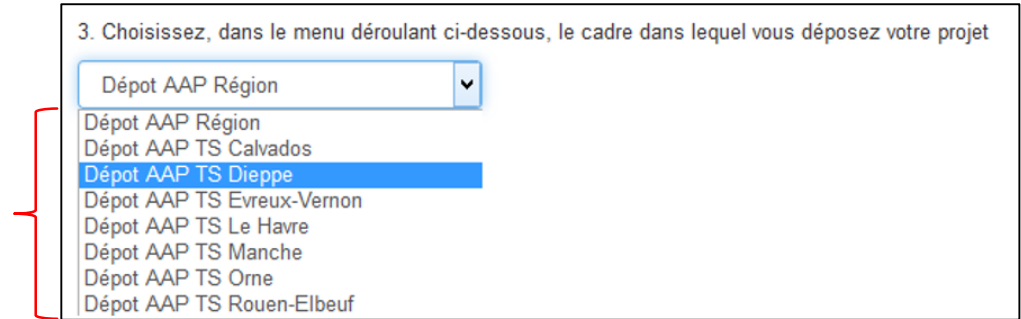 3. Choisissez, dans le menu déroulant ci-dessous, le cadre dans lequel vous déposez votre projet
Dépot AAP Région
Dépot AAP Région
Dépot AAP TS Calvados
Dépot AAP TS Dieppe
Dépot AAP TS Evreux-Vernon
Dépot AAP TS Le Havre
Dépot AAP TS Manche
Dépot AAP TS Orne
Dépot AAP TS Rouen-Elbeuf